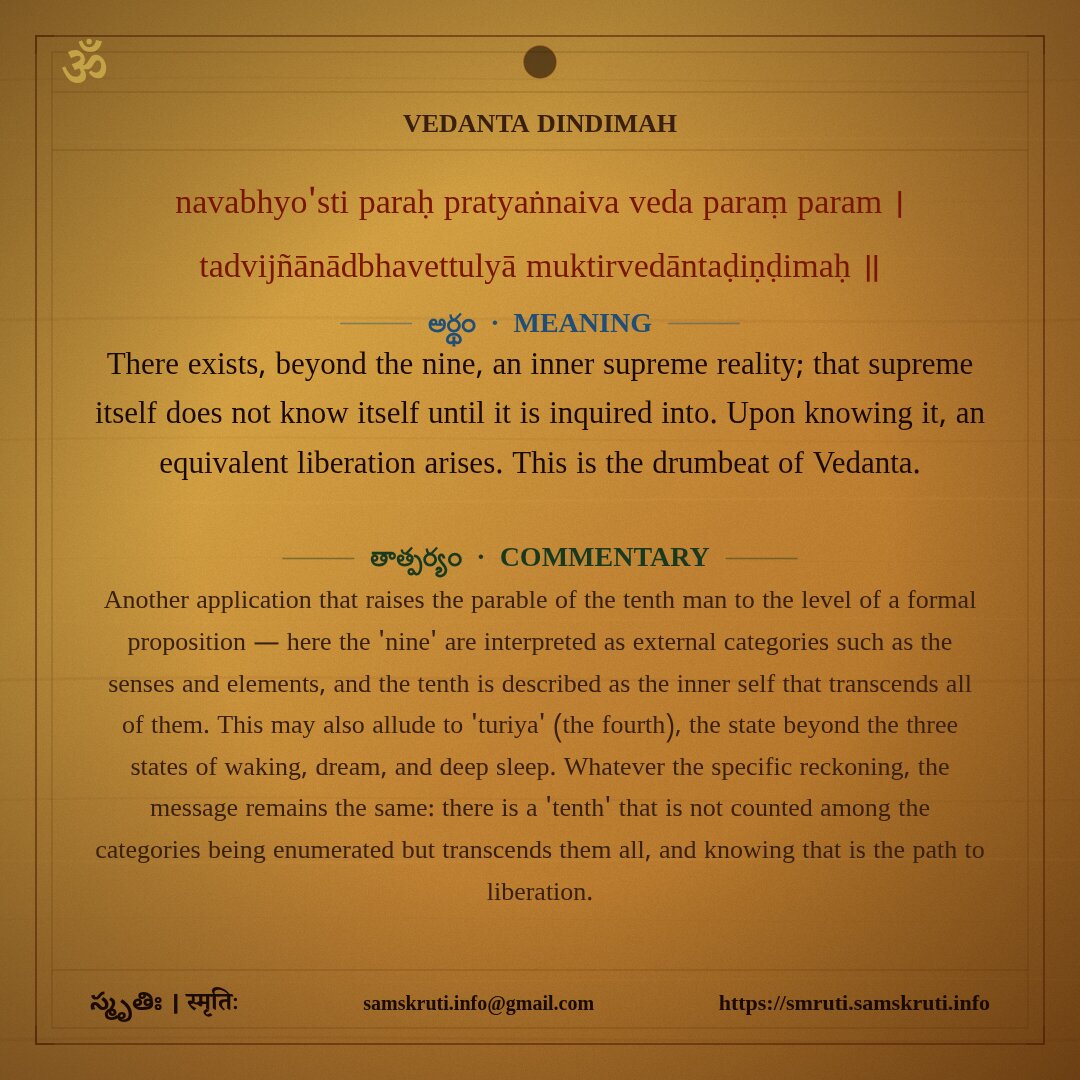 ॐ
VEDANTA DINDIMAH
navabhyo'sti paraḥ pratyaṅnaiva veda paraṃ param |
tadvijñānādbhavettulyā muktirvedāntaḍiṇḍimaḥ ||
అర్థం · MEANING
There exists, beyond the nine, an inner supreme reality; that supreme
itself does not know itself until it is inquired into. Upon knowing it, an
equivalent liberation arises. This is the drumbeat of Vedanta.
తాత్పర్యం · COMMENTARY
Another application that raises the parable of the tenth man to the level of a formal
proposition — here the 'nine' are interpreted as external categories such as the
senses and elements, and the tenth is described as the inner self that transcends all
of them. This may also allude to 'turiya' (the fourth), the state beyond the three
states of waking, dream, and deep sleep. Whatever the specific reckoning, the
message remains the same: there is a 'tenth' that is not counted among the
categories being enumerated but transcends them all, and knowing that is the path to
liberation.
స్మృతిః | स्मृतिः samskruti.info@gmail.com https://smruti.samskruti.info